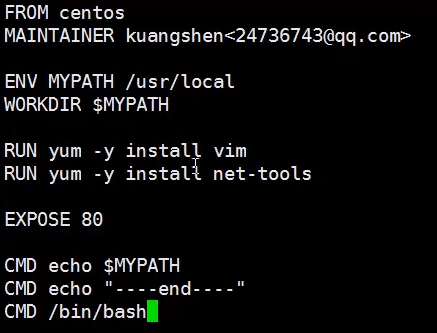 FROM centos
MAINTAINER kuangshen<24736743@qq.com>
ENV MYPATH /usr/local
WORKDIR $MYPATH
RUN yum -y install vim
RUN yum -y install net-tools
EXPOSE 80
CMD echo $MYPATH
CMD echo "----end----"
CMD /bin/bash